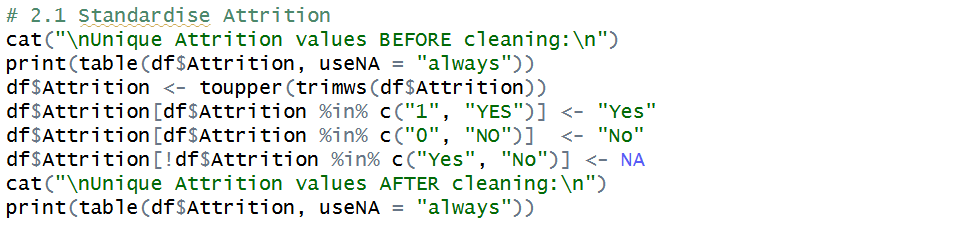 # 2.1 Standardise Attrition
cat("\nUnique Attrition values BEFORE cleaning:\n")
print(table(df$Attrition, useNA = "always"))
df$Attrition <- toupper(trimws(df$Attrition))
df$Attrition[df$Attrition %in% c("1", "YES")] <- "Yes"
df$Attrition[df$Attrition %in% c("0", "NO")]  <- "No"
df$Attrition[!df$Attrition %in% c("Yes", "No")] <- NA
cat("\nUnique Attrition values AFTER cleaning:\n")
print(table(df$Attrition, useNA = "always"))